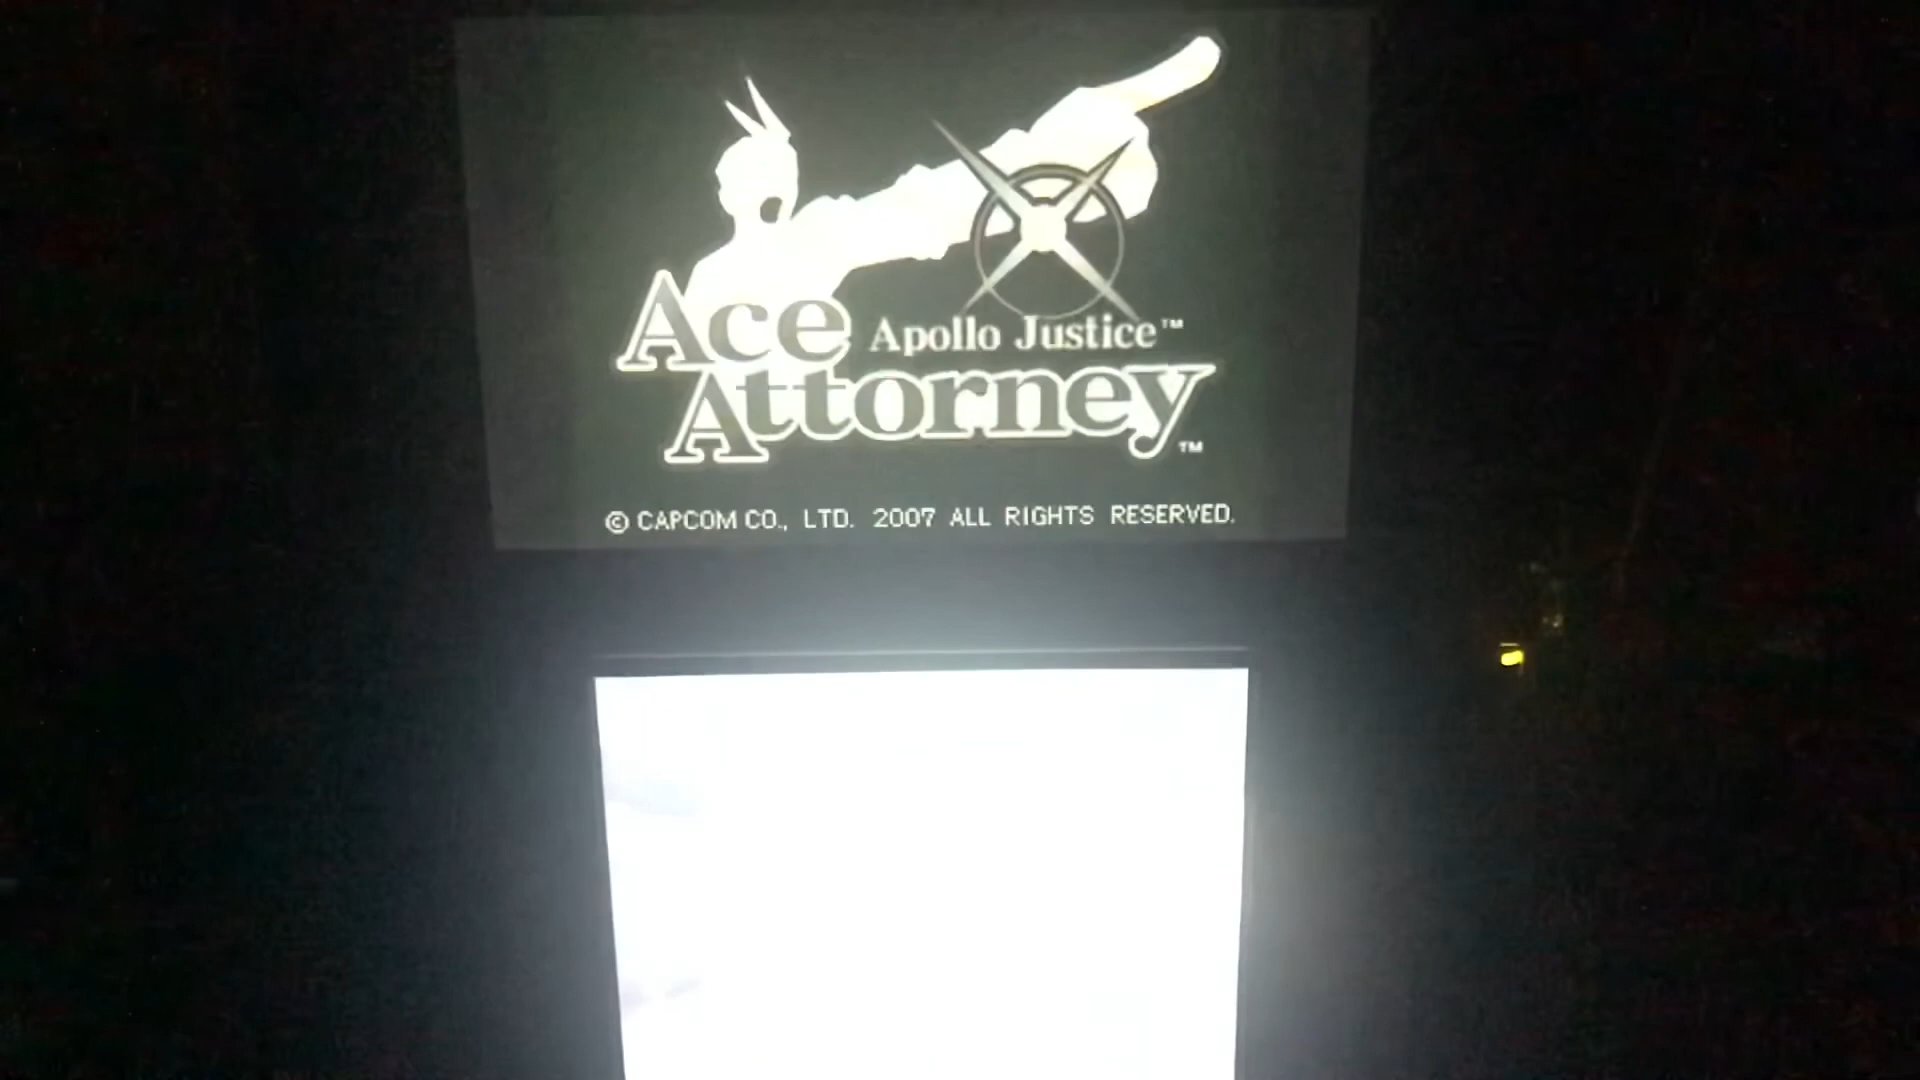 Ace Apollo Justice™
Attorney™
© CAPCOM CO., LTD. 2007 ALL RIGHTS RESERVED.